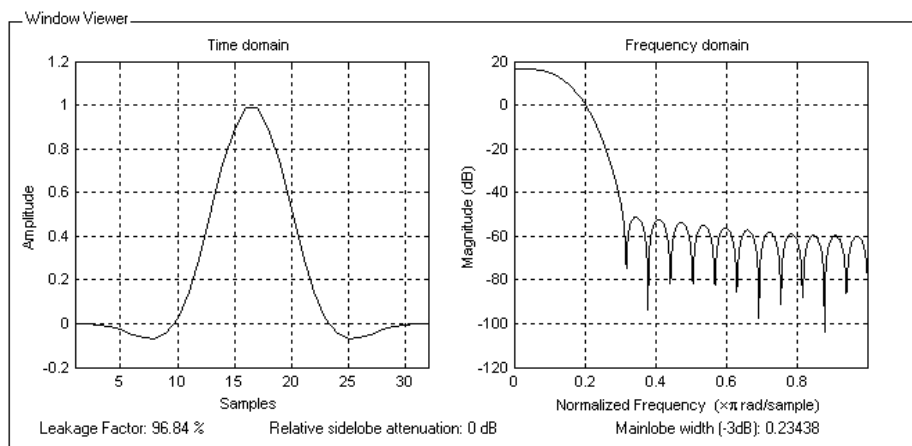 Window Viewer
Time domain
1.2
1
0.8
0.6
0.4
0.2
0
-0.2
Amplitude
5 10 15 20 25 30
Samples
Frequency domain
20
0
-20
-40
-60
-80
-100
-120
Magnitude (dB)
0 0.2 0.4 0.6 0.8
Normalized Frequency (×π rad/sample)
Leakage Factor: 96.84 % Relative sidelobe attenuation: 0 dB Mainlobe width (-3dB): 0.23438